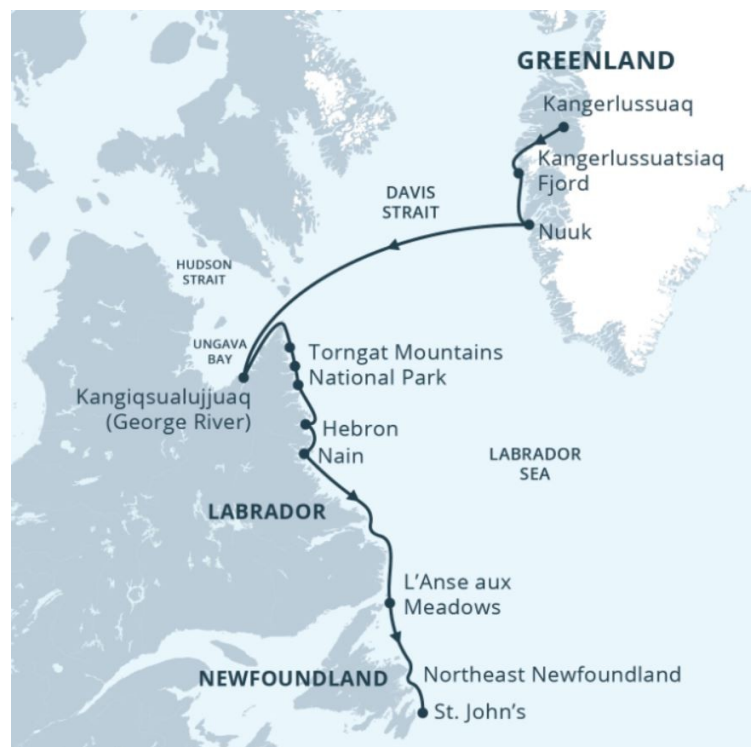 GREENLAND
Kangerlussuaq
Kangerlussuatsiaq
Fjord
DAVIS
STRAIT
Nuuk
HUDSON
STRAIT
UNGAVA
BAY
Torngat Mountains
National Park
Kangiqsualujjuaq
(George River)
Hebron
Nain
LABRADOR
SEA
LABRADOR
L'Anse aux
Meadows
Northeast Newfoundland
NEWFOUNDLAND
St. John's